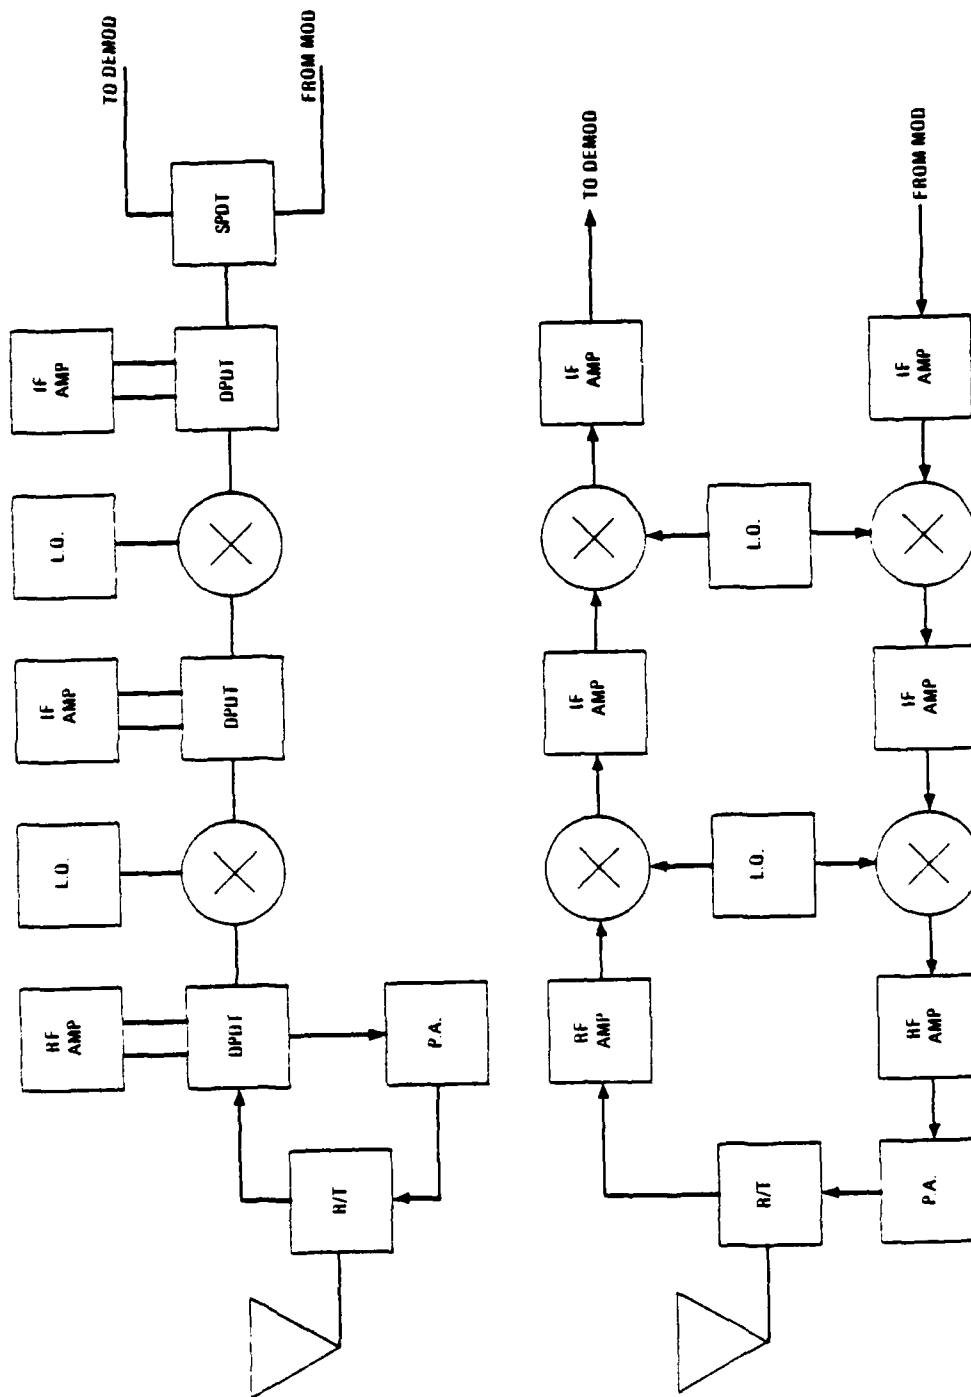 RF
AMP
L.O.
IF
AMP
L.O.
IF
AMP
TO DEMOD
DPDT
DPDT
DPDT
SPDT
FROM MOD
R/T
P.A.
RF
AMP
IF
AMP
IF
AMP
TO DEMOD
R/T
L.O.
L.O.
P.A.
RF
AMP
IF
AMP
IF
AMP
FROM MOD